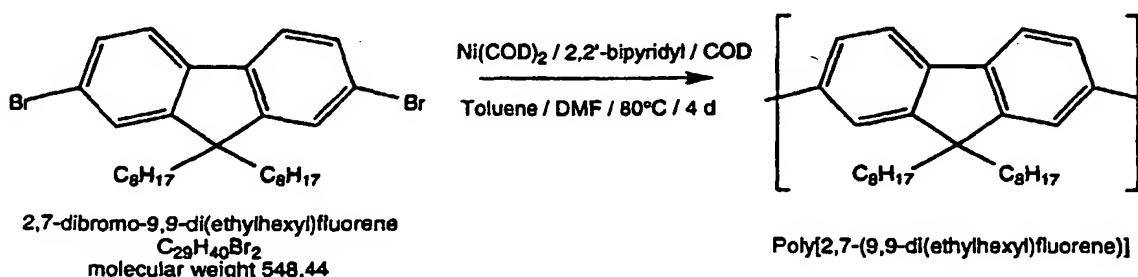 Ni(COD)2 / 2,2'-bipyridyl / COD
Toluene / DMF / 80°C / 4 d
Br
Br
C8H17 C8H17
C8H17 C8H17
2,7-dibromo-9,9-di(ethylhexyl)fluorene
C29H40Br2
molecular weight 548,44
Poly[2,7-(9,9-di(ethylhexyl)fluorene)]